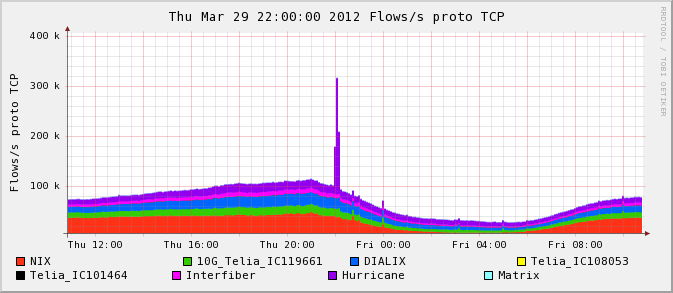 Thu Mar 29 22:00:00 2012 Flows/s proto TCP
RRDTOOL / TOBI OETIKER
Flows/s proto TCP
400 k
300 k
200 k
100 k
Thu 12:00 Thu 16:00 Thu 20:00 Fri 00:00 Fri 04:00 Fri 08:00
NIX 10G_Telia_IC119661 DIALIX Telia_IC108053
Telia_IC101464 Interfiber Hurricane Matrix